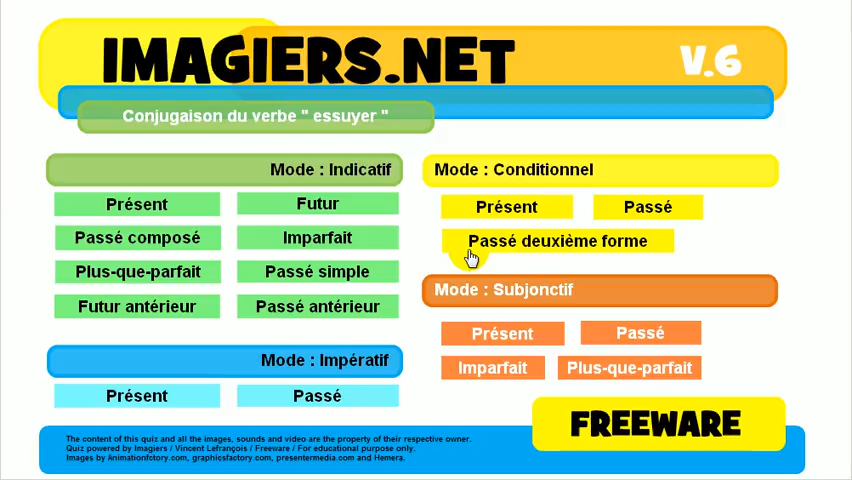 IMAGIERS.NET
V.6
Conjugaison du verbe " essuyer "
Mode : Indicatif
Présent
Futur
Passé composé
Imparfait
Plus-que-parfait
Passé simple
Futur antérieur
Passé antérieur
Mode : Impératif
Présent
Passé
Mode : Conditionnel
Présent
Passé
Passé deuxième forme
Mode : Subjonctif
Présent
Passé
Imparfait
Plus-que-parfait
FREEWARE
The content of this quiz and all the images, sounds and video are the property of their respective owner.
Quiz powered by Imagiers / Vincent Lefrançois / Freeware / For educational purpose only.
Images by Animationfctory.com, graphicsfactory.com, presentermedia.com and Hemera.